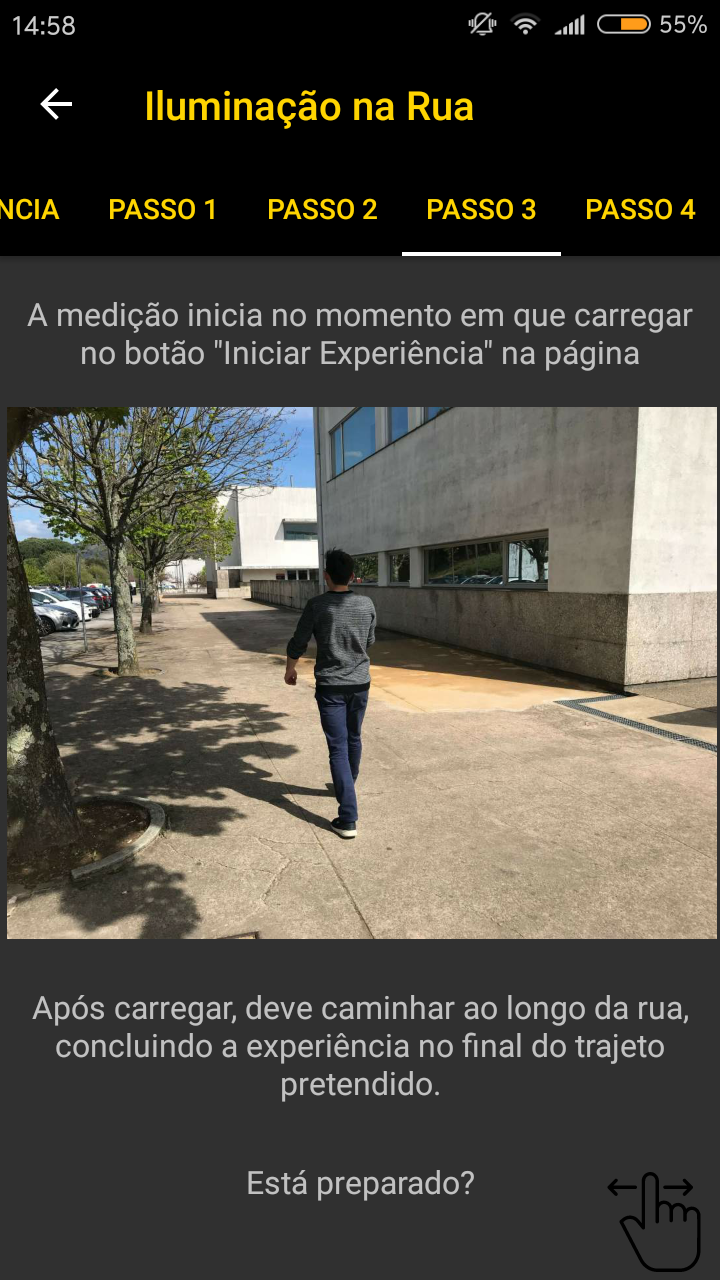 14:58 55%
Iluminação na Rua
NCIA PASSO 1 PASSO 2 PASSO 3 PASSO 4
A medição inicia no momento em que carregar
no botão "Iniciar Experiência" na página
Após carregar, deve caminhar ao longo da rua,
concluindo a experiência no final do trajeto
pretendido.
Está preparado?